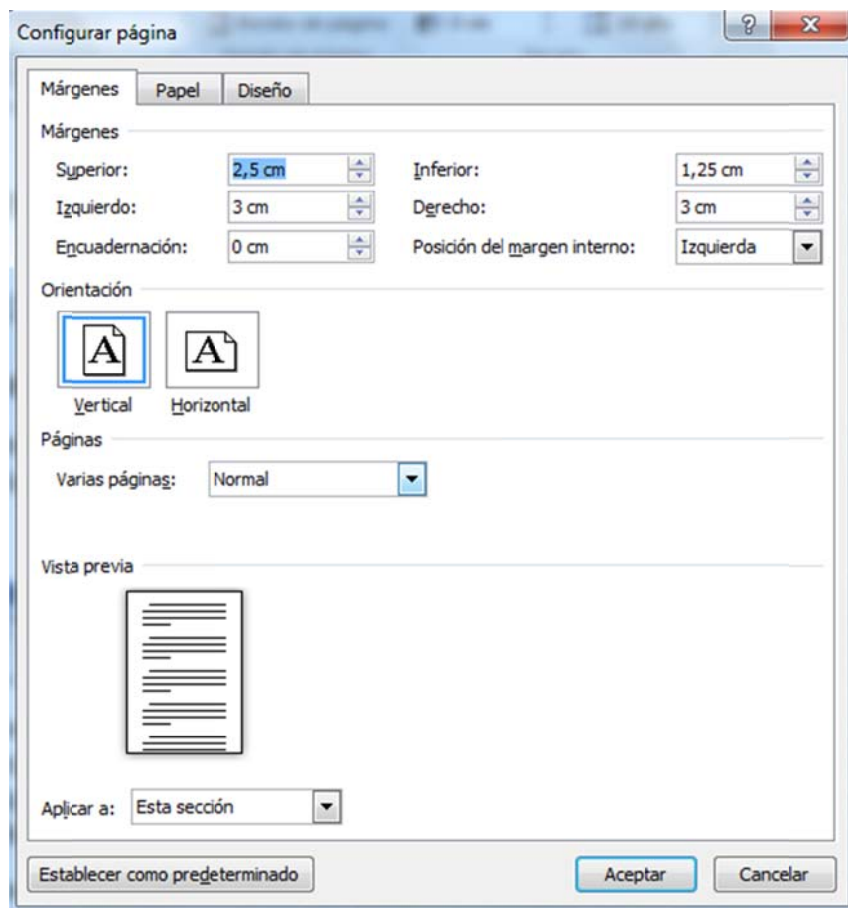 Configurar página
Márgenes Papel Diseño
Márgenes
Superior: 2,5 cm Inferior: 1,25 cm
Izquierdo: 3 cm Derecho: 3 cm
Encuadernación: 0 cm Posición del margen interno: Izquierda
Orientación
A A
Vertical Horizontal
Páginas
Varias páginas: Normal
Vista previa
Aplicar a: Esta sección
Establecer como predeterminado Aceptar Cancelar